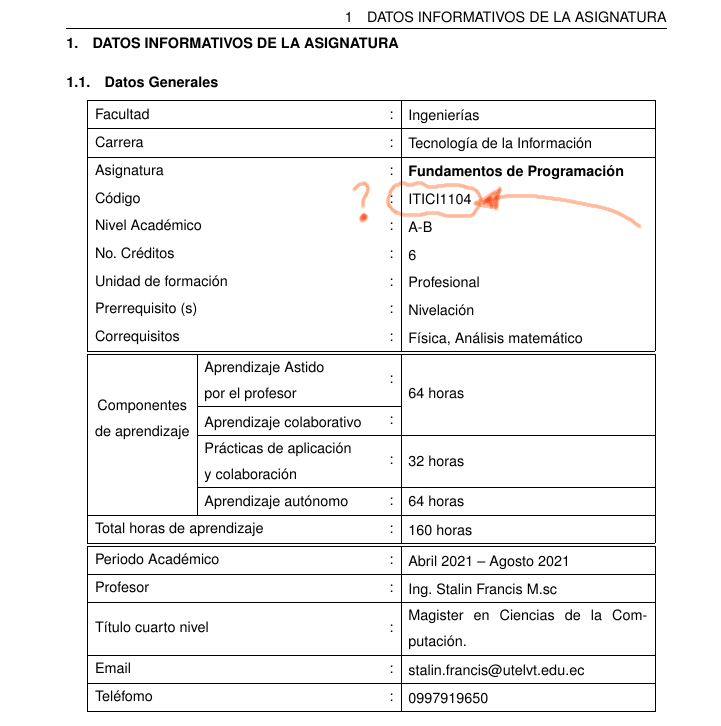 1 DATOS INFORMATIVOS DE LA ASIGNATURA
1. DATOS INFORMATIVOS DE LA ASIGNATURA
1.1. Datos Generales
Facultad : Ingenierías
Carrera : Tecnología de la Información
Asignatura : Fundamentos de Programación
? Código : ITICI1104
Nivel Académico : A-B
No. Créditos : 6
Unidad de formación : Profesional
Prerrequisito (s) : Nivelación
Correquisitos : Física, Análisis matemático
Componentes
de aprendizaje
Aprendizaje Astido
por el profesor :
Aprendizaje colaborativo :
64 horas
Prácticas de aplicación
y colaboración :
32 horas
Aprendizaje autónomo : 64 horas
Total horas de aprendizaje : 160 horas
Periodo Académico : Abril 2021 – Agosto 2021
Profesor : Ing. Stalin Francis M.sc
Título cuarto nivel : Magister en Ciencias de la Com-
putación.
Email : stalin.francis@utelvt.edu.ec
Teléfomo : 0997919650